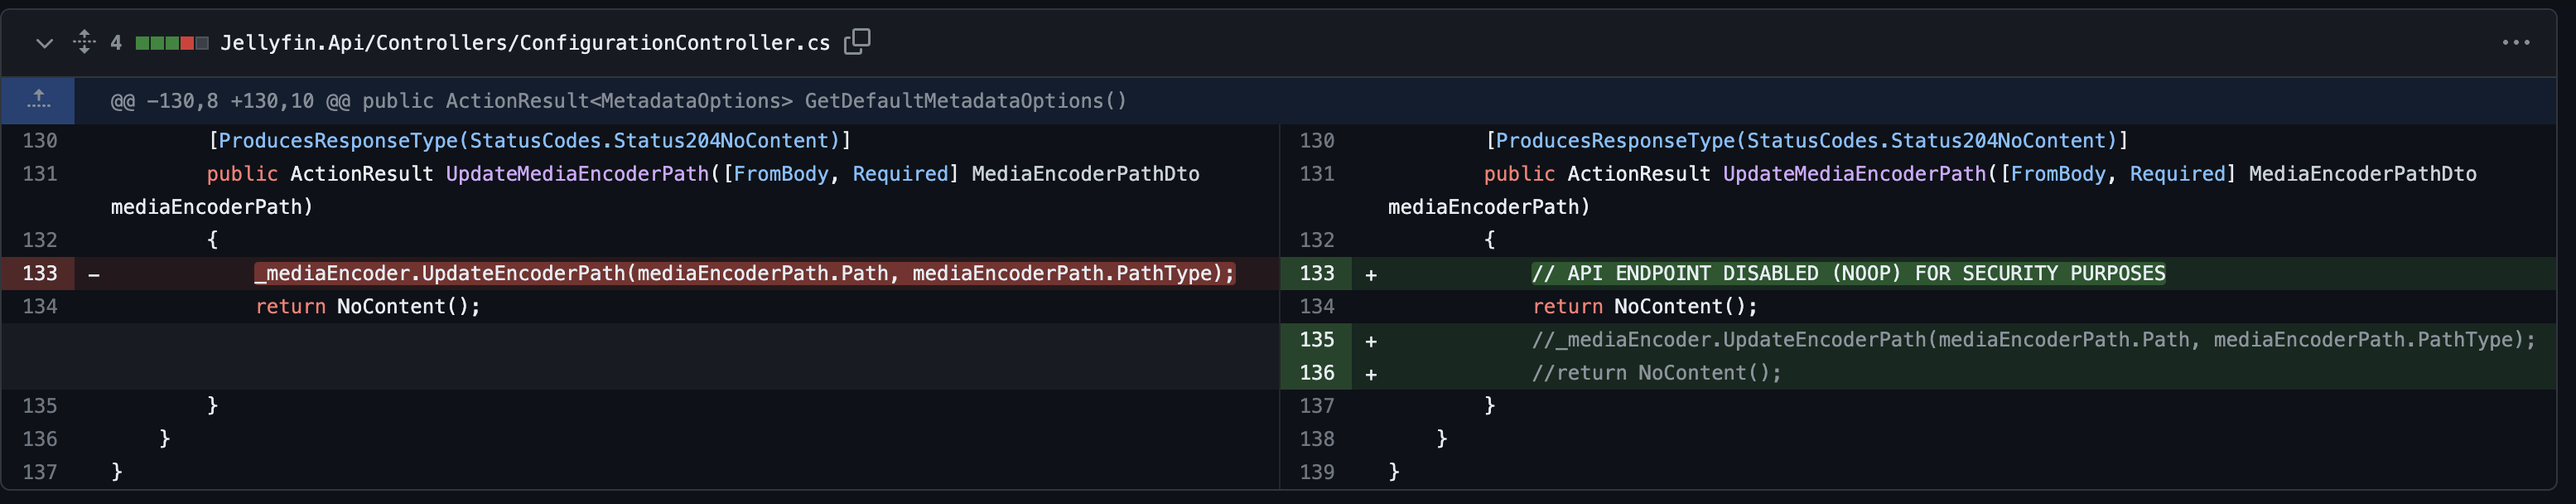 4 Jellyfin.Api/Controllers/ConfigurationController.cs
@@ -130,8 +130,10 @@ public ActionResult<MetadataOptions> GetDefaultMetadataOptions()
130 [ProducesResponseType(StatusCodes.Status204NoContent)]
131 public ActionResult UpdateMediaEncoderPath([FromBody, Required] MediaEncoderPathDto
mediaEncoderPath)
132 {
133 - _mediaEncoder.UpdateEncoderPath(mediaEncoderPath.Path, mediaEncoderPath.PathType);
134 return NoContent();
135 }
136 }
137 }
130 [ProducesResponseType(StatusCodes.Status204NoContent)]
131 public ActionResult UpdateMediaEncoderPath([FromBody, Required] MediaEncoderPathDto
mediaEncoderPath)
132 {
133 + // API ENDPOINT DISABLED (NOOP) FOR SECURITY PURPOSES
134 return NoContent();
135 + //_mediaEncoder.UpdateEncoderPath(mediaEncoderPath.Path, mediaEncoderPath.PathType);
136 + //return NoContent();
137 }
138 }
139 }